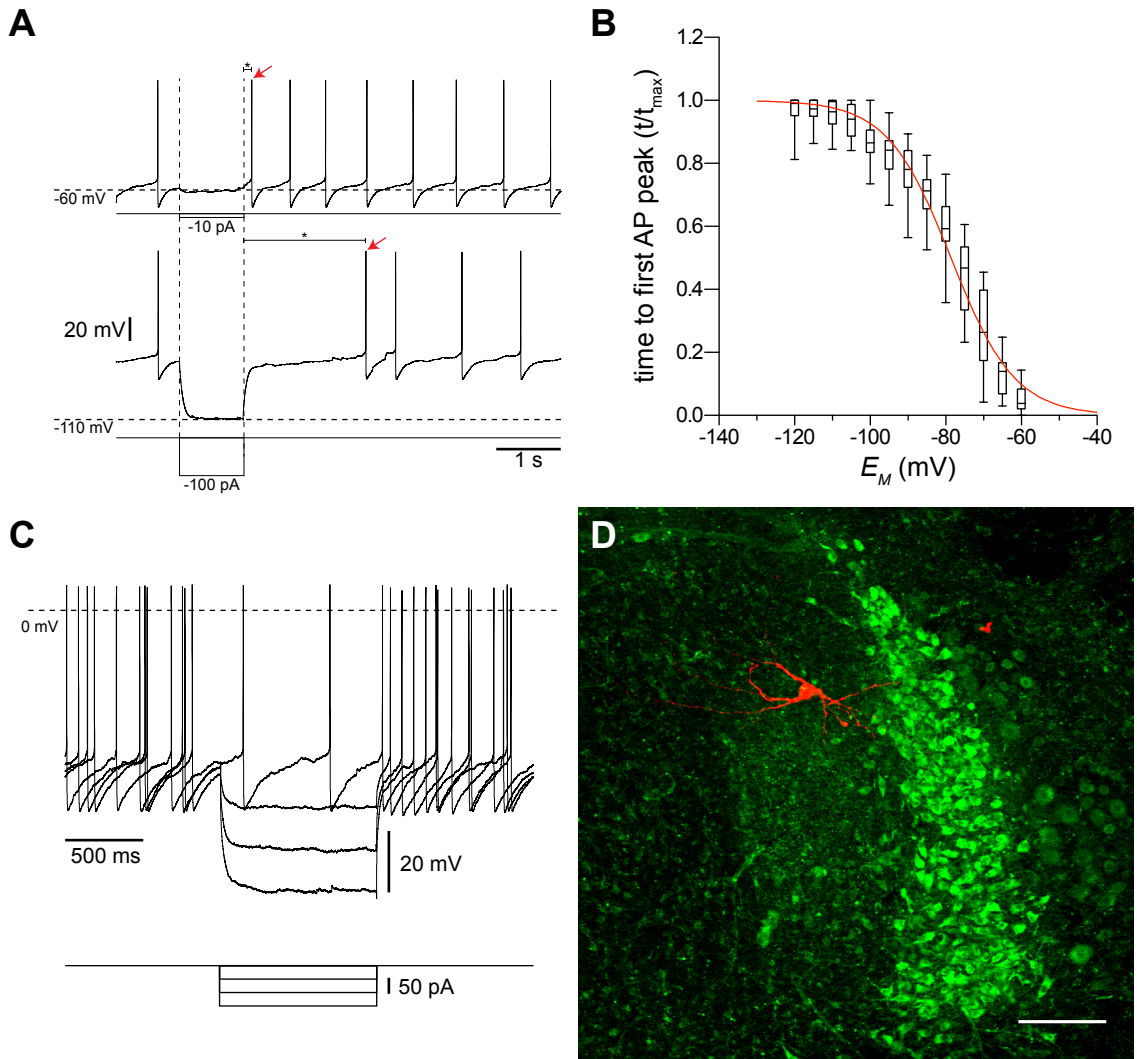 A
*
-60 mV
-10 pA
*
20 mV
-110 mV
-100 pA
1 s
B
time to first AP peak (t/tmax)
1.2
1.0
0.8
0.6
0.4
0.2
0.0
-140 -120 -100 -80 -60 -40
EM (mV)
C
0 mV
500 ms
20 mV
50 pA
D